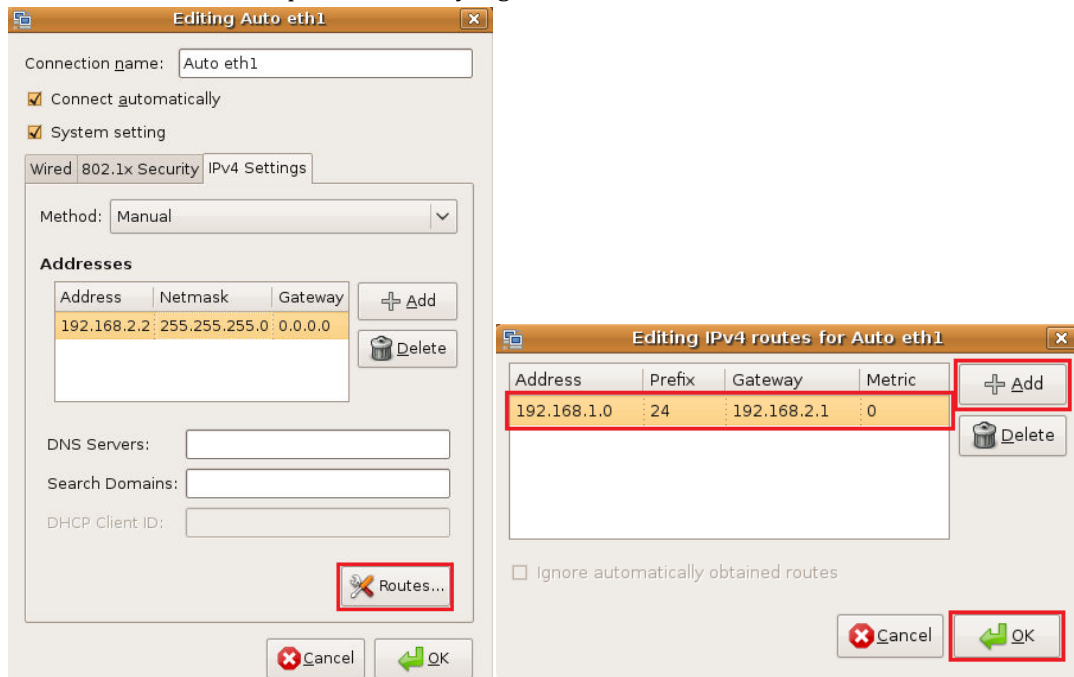 Editing Auto eth1
Connection name: Auto eth1
Connect automatically
System setting
Wired 802.1x Security IPv4 Settings
Method: Manual
Addresses
Address Netmask Gateway
192.168.2.2 255.255.255.0 0.0.0.0
Add
Delete
DNS Servers:
Search Domains:
DHCP Client ID:
Routes...
Cancel OK
Editing IPv4 routes for Auto eth1
Address Prefix Gateway Metric
192.168.1.0 24 192.168.2.1 0
Add
Delete
Ignore automatically obtained routes
Cancel OK